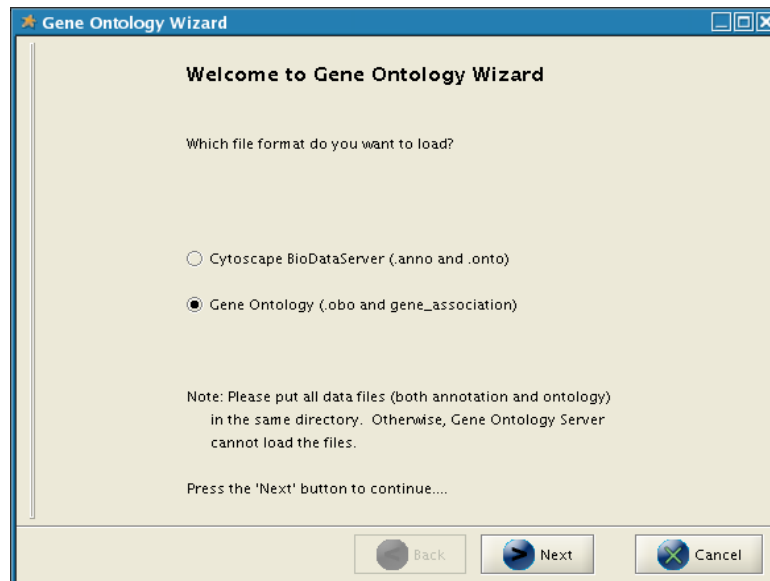 Gene Ontology Wizard
Welcome to Gene Ontology Wizard
Which file format do you want to load?
Cytoscape BioDataServer (.anno and .onto)
Gene Ontology (.obo and gene_association)
Note: Please put all data files (both annotation and ontology)
in the same directory. Otherwise, Gene Ontology Server
cannot load the files.
Press the 'Next' button to continue....
Back
Next
Cancel